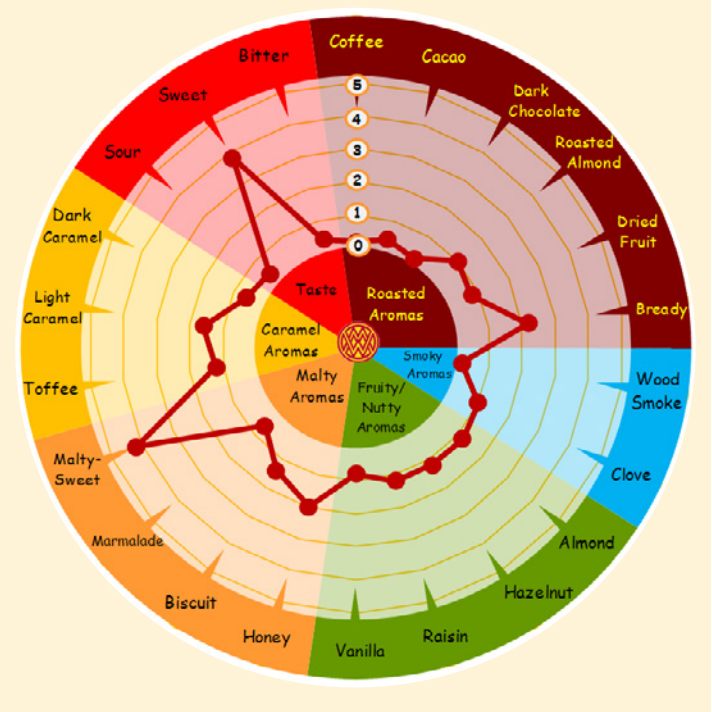 Coffee
Cacao
Dark
Chocolate
Roasted
Almond
Dried
Fruit
Bready
Wood
Smoke
Clove
Almond
Hazelnut
Raisin
Vanilla
Honey
Biscuit
Marmalade
Malty-
Sweet
Toffee
Light
Caramel
Dark
Caramel
Sour
Sweet
Bitter
5
4
3
2
1
0
Taste
Roasted
Aromas
Smoky
Aromas
Fruity/
Nutty
Aromas
Malty
Aromas
Caramel
Aromas